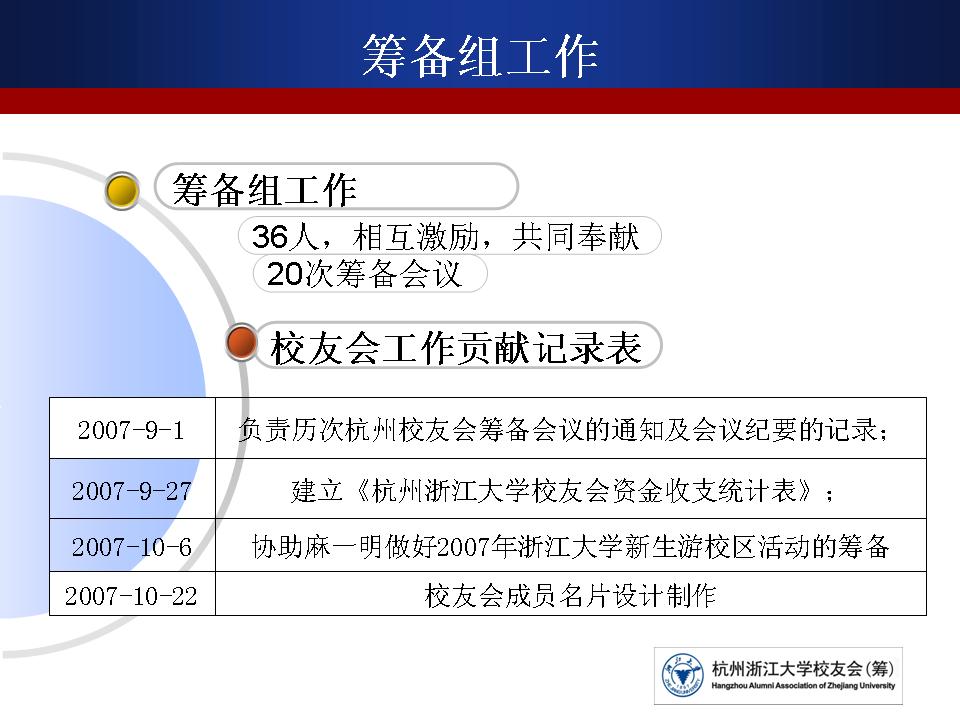 筹备组工作
筹备组工作
36人，相互激励，共同奉献
20次筹备会议
校友会工作贡献记录表
2007-9-1 负责历次杭州校友会筹备会议的通知及会议纪要的记录；
2007-9-27 建立《杭州浙江大学校友会资金收支统计表》；
2007-10-6 协助麻一明做好2007年浙江大学新生游校区活动的筹备
2007-10-22 校友会成员名片设计制作
杭州浙江大学校友会(筹)
Hangzhou Alumni Association of Zhejiang University